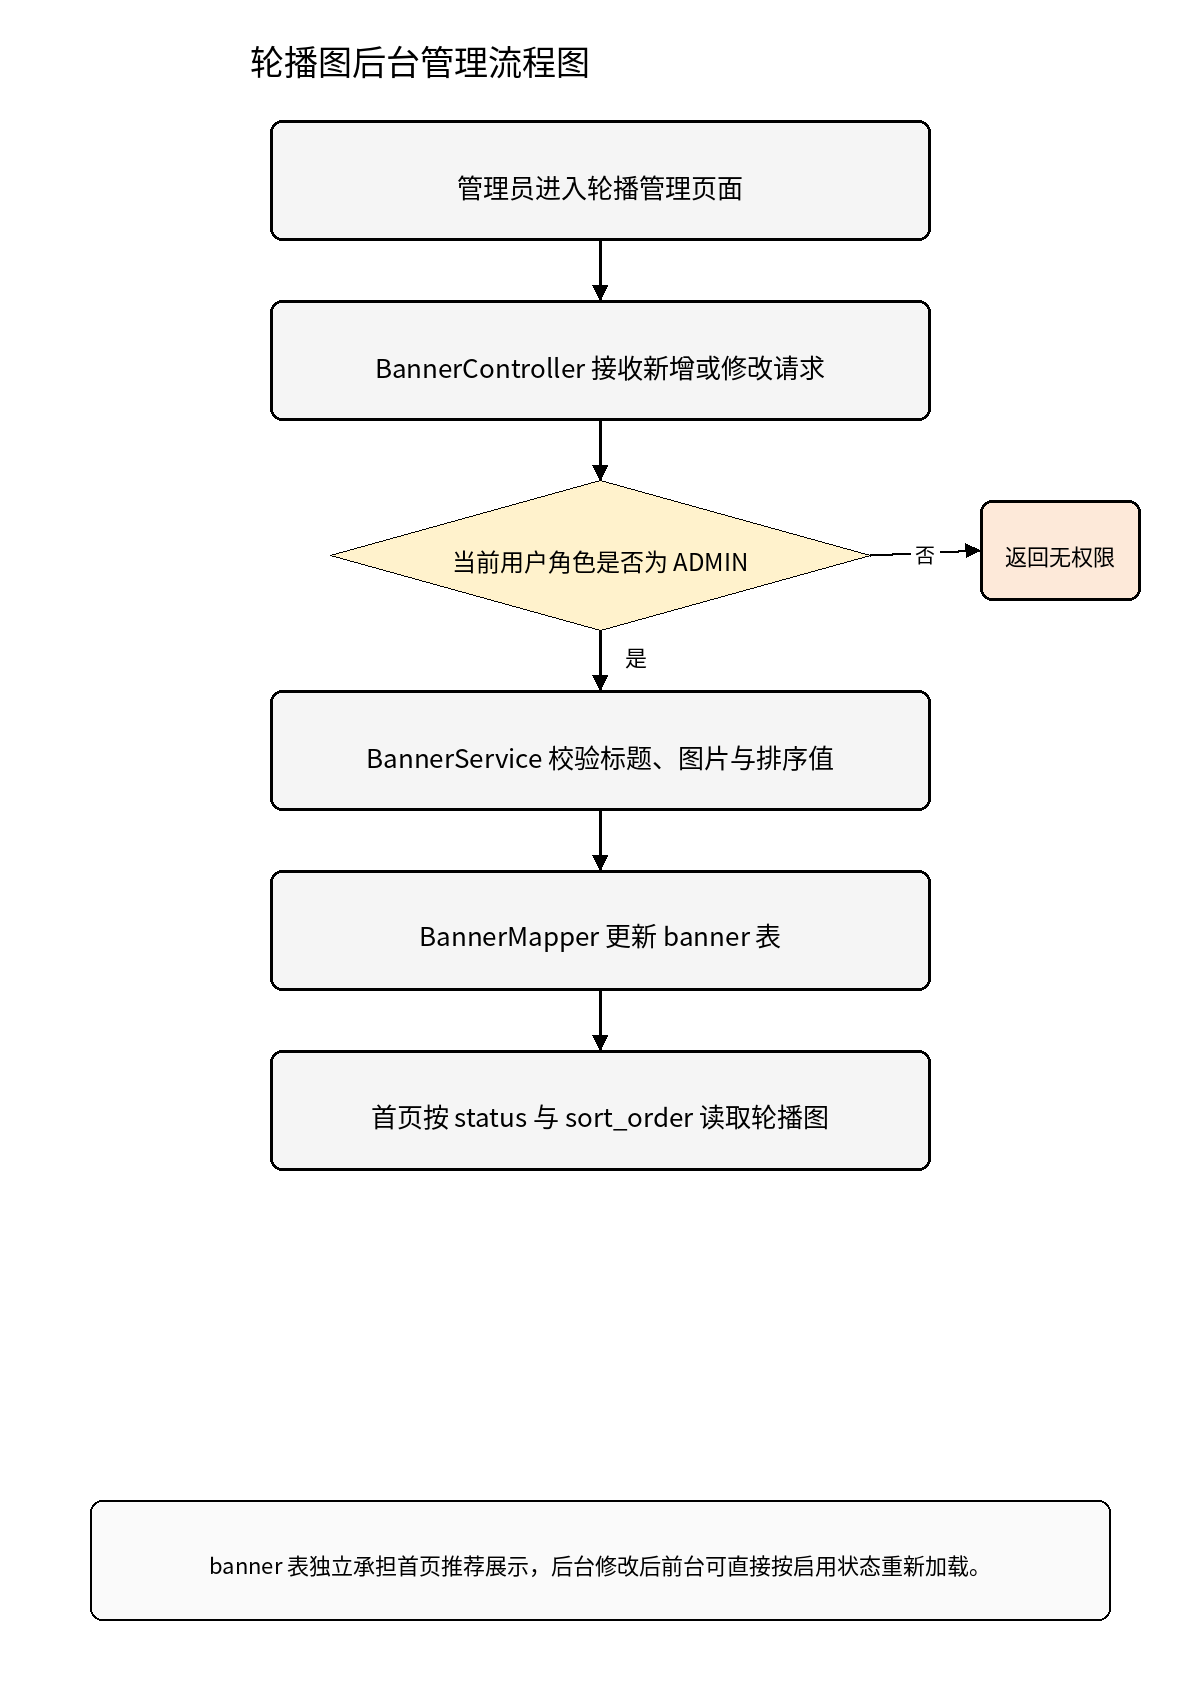 轮播图后台管理流程图
管理员进入轮播管理页面
BannerController 接收新增或修改请求
当前用户角色是否为 ADMIN
否
返回无权限
是
BannerService 校验标题、图片与排序值
BannerMapper 更新 banner 表
首页按 status 与 sort_order 读取轮播图
banner 表独立承担首页推荐展示，后台修改后前台可直接按启用状态重新加载。